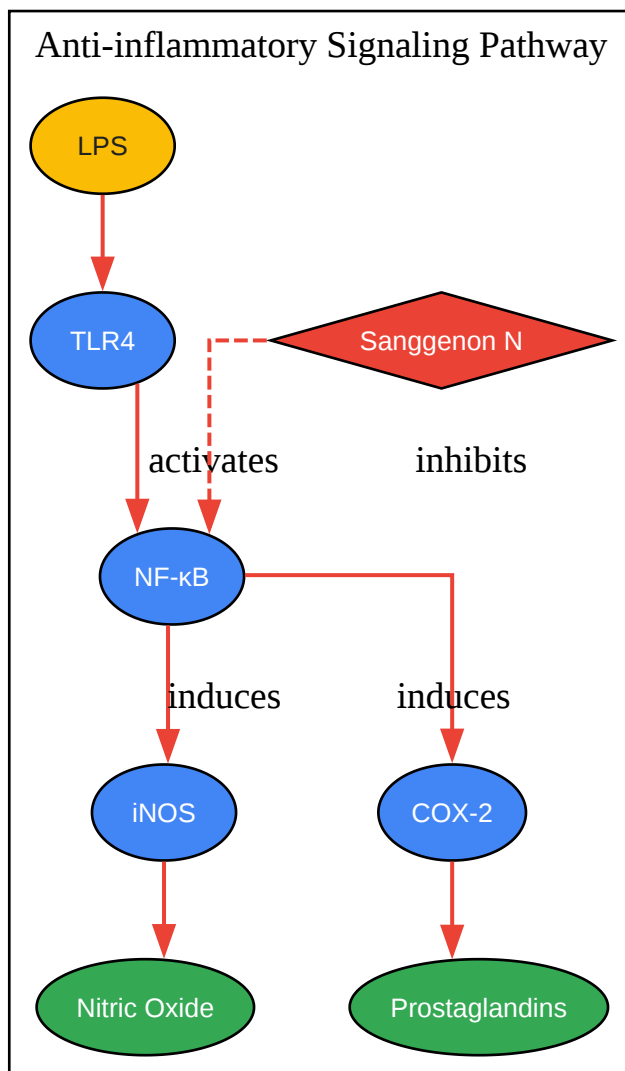 Anti-inflammatory Signaling Pathway
LPS
TLR4
Sanggenon N
activates
inhibits
NF-κB
induces
induces
iNOS
COX-2
Nitric Oxide
Prostaglandins